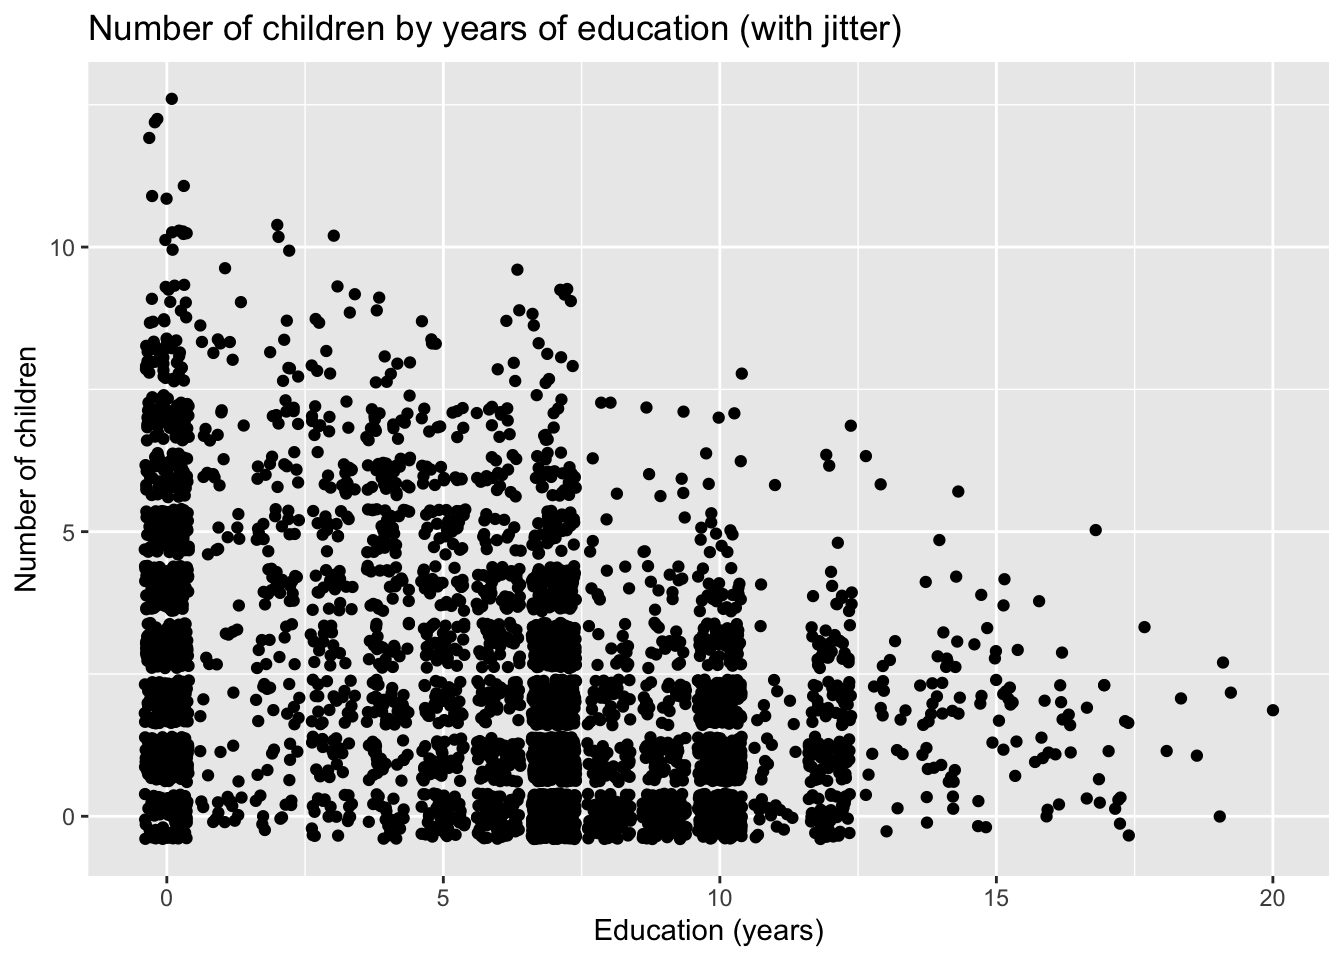 Number of children by years of education (with jitter)
Number of children
10
5
0
0 5 10 15 20
Education (years)